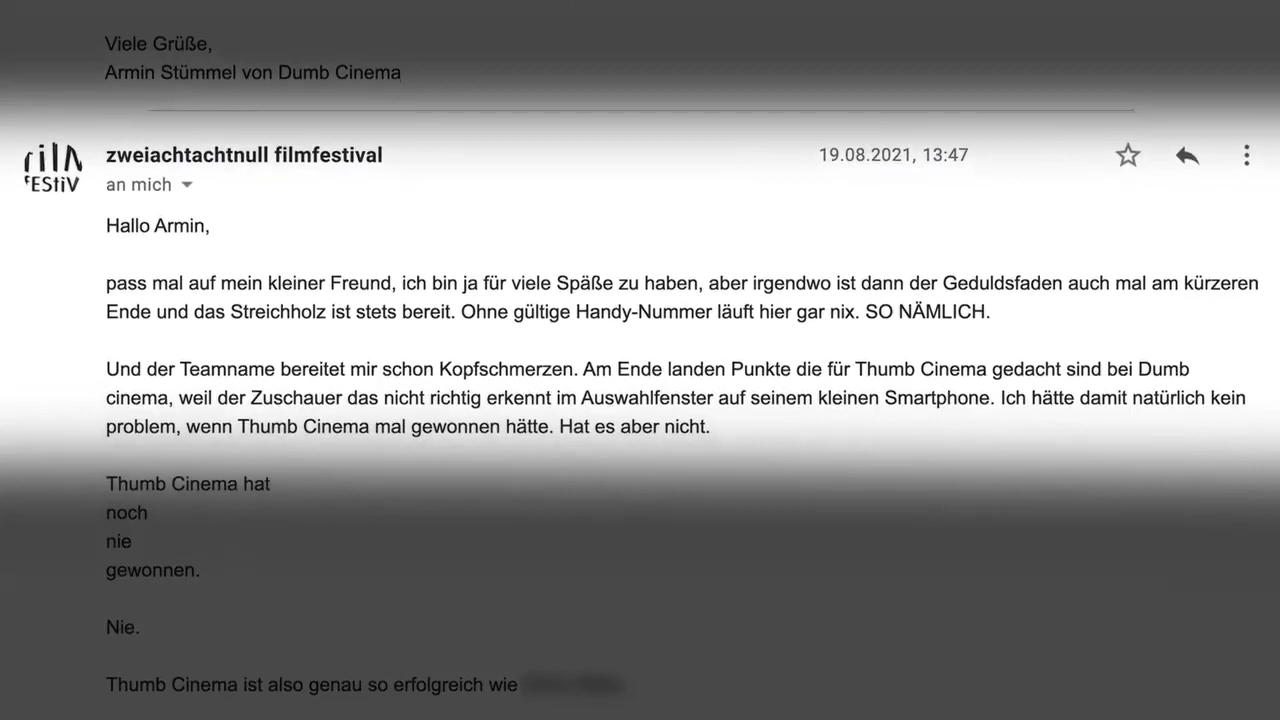 Viele Grüße,
Armin Stümmel von Dumb Cinema
zweiachtachtnull filmfestival
19.08.2021, 13:47
an mich
Hallo Armin,
pass mal auf mein kleiner Freund, ich bin ja für viele Späße zu haben, aber irgendwo ist dann der Geduldsfaden auch mal am kürzeren
Ende und das Streichholz ist stets bereit. Ohne gültige Handy-Nummer läuft hier gar nix. SO NÄMLICH.
Und der Teamname bereitet mir schon Kopfschmerzen. Am Ende landen Punkte die für Thumb Cinema gedacht sind bei Dumb
cinema, weil der Zuschauer das nicht richtig erkennt im Auswahlfenster auf seinem kleinen Smartphone. Ich hätte damit natürlich kein
problem, wenn Thumb Cinema mal gewonnen hätte. Hat es aber nicht.
Thumb Cinema hat
noch
nie
gewonnen.
Nie.
Thumb Cinema ist also genau so erfolgreich wie